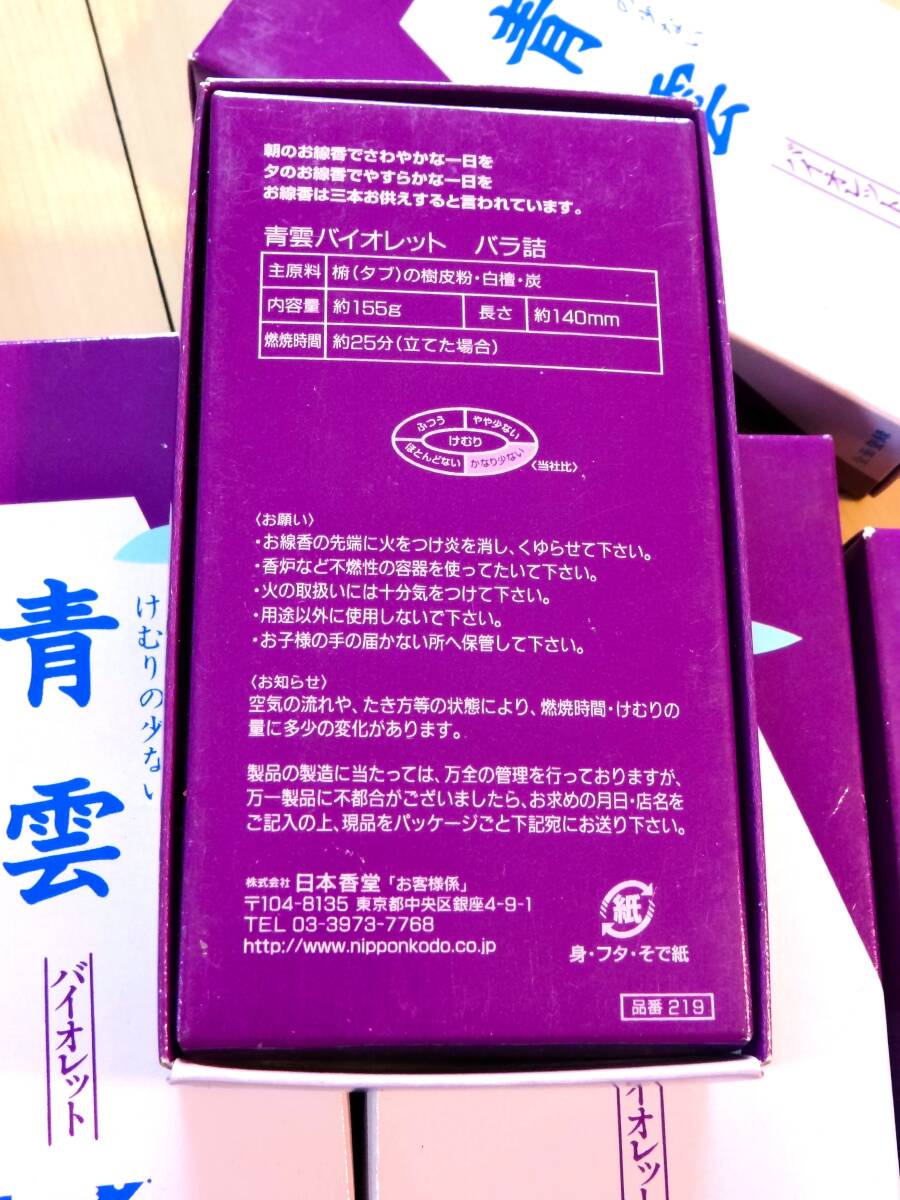 朝のお線香でさわやかな一日を
夕のお線香でやすらかな一日を
お線香は三本お供えすると言われています。
青雲バイオレット バラ詰
主原料 椨(タブ)の樹皮粉・白檀・炭
内容量 約155g 長さ 約140mm
燃焼時間 約25分(立てた場合)
ふつう やや少ない
けむり
ほとんどない かなり少ない
〈当社比〉
〈お願い〉
・お線香の先端に火をつけ炎を消し、くゆらせて下さい。
・香炉など不燃性の容器を使ってたいて下さい。
・火の取扱いには十分気をつけて下さい。
・用途以外に使用しないで下さい。
・お子様の手の届かない所へ保管して下さい。
〈お知らせ〉
空気の流れや、たき方等の状態により、燃焼時間・けむりの
量に多少の変化があります。
製品の製造に当たっては、万全の管理を行っておりますが、
万一製品に不都合がございましたら、お求めの月日・店名を
ご記入の上、現品をパッケージごと下記宛にお送り下さい。
株式会社 日本香堂「お客様係」
〒104-8135 東京都中央区銀座4-9-1
TEL 03-3973-7768
http://www.nipponkodo.co.jp
紙
身・フタ・そで紙
品番 219
けむりの少ない
青雲
バイオレット
青雲
バイオレット
イオレット